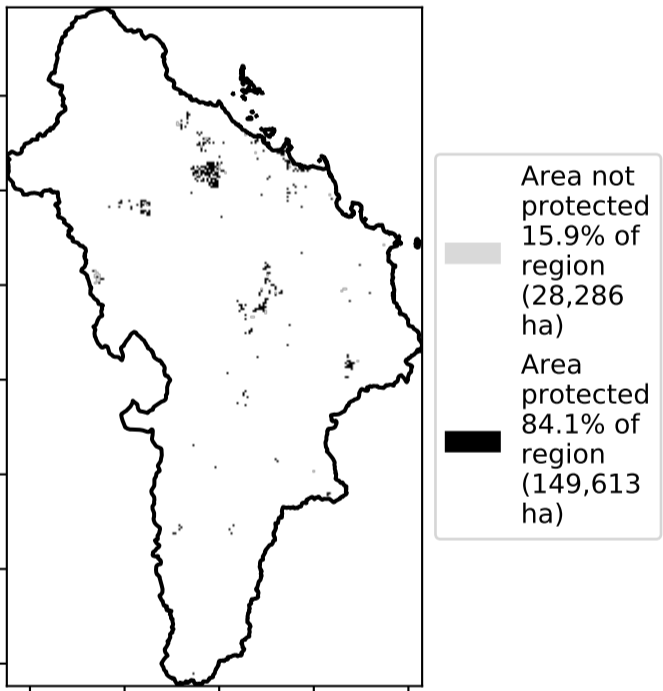 Area not
protected
15.9% of
region
(28,286
ha)
Area
protected
84.1% of
region
(149,613
ha)